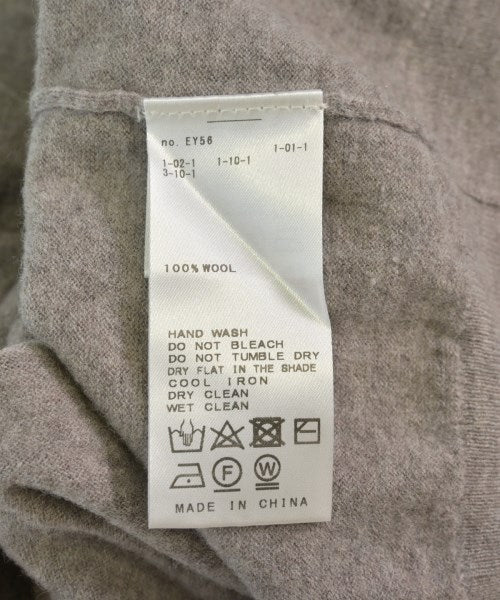 no. EY56
1-01-1
1-02-1 1-10-1
3-10-1
100% WOOL
HAND WASH
DO NOT BLEACH
DO NOT TUMBLE DRY
DRY FLAT IN THE SHADE
COOL IRON
DRY CLEAN
WET CLEAN
F W
MADE IN CHINA